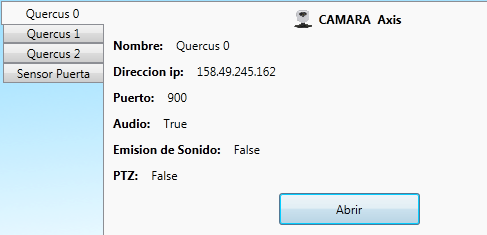 Quercus 0
Quercus 1
Quercus 2
Sensor Puerta
CAMARA Axis
Nombre: Quercus 0
Direccion ip: 158.49.245.162
Puerto: 900
Audio: True
Emision de Sonido: False
PTZ: False
Abrir